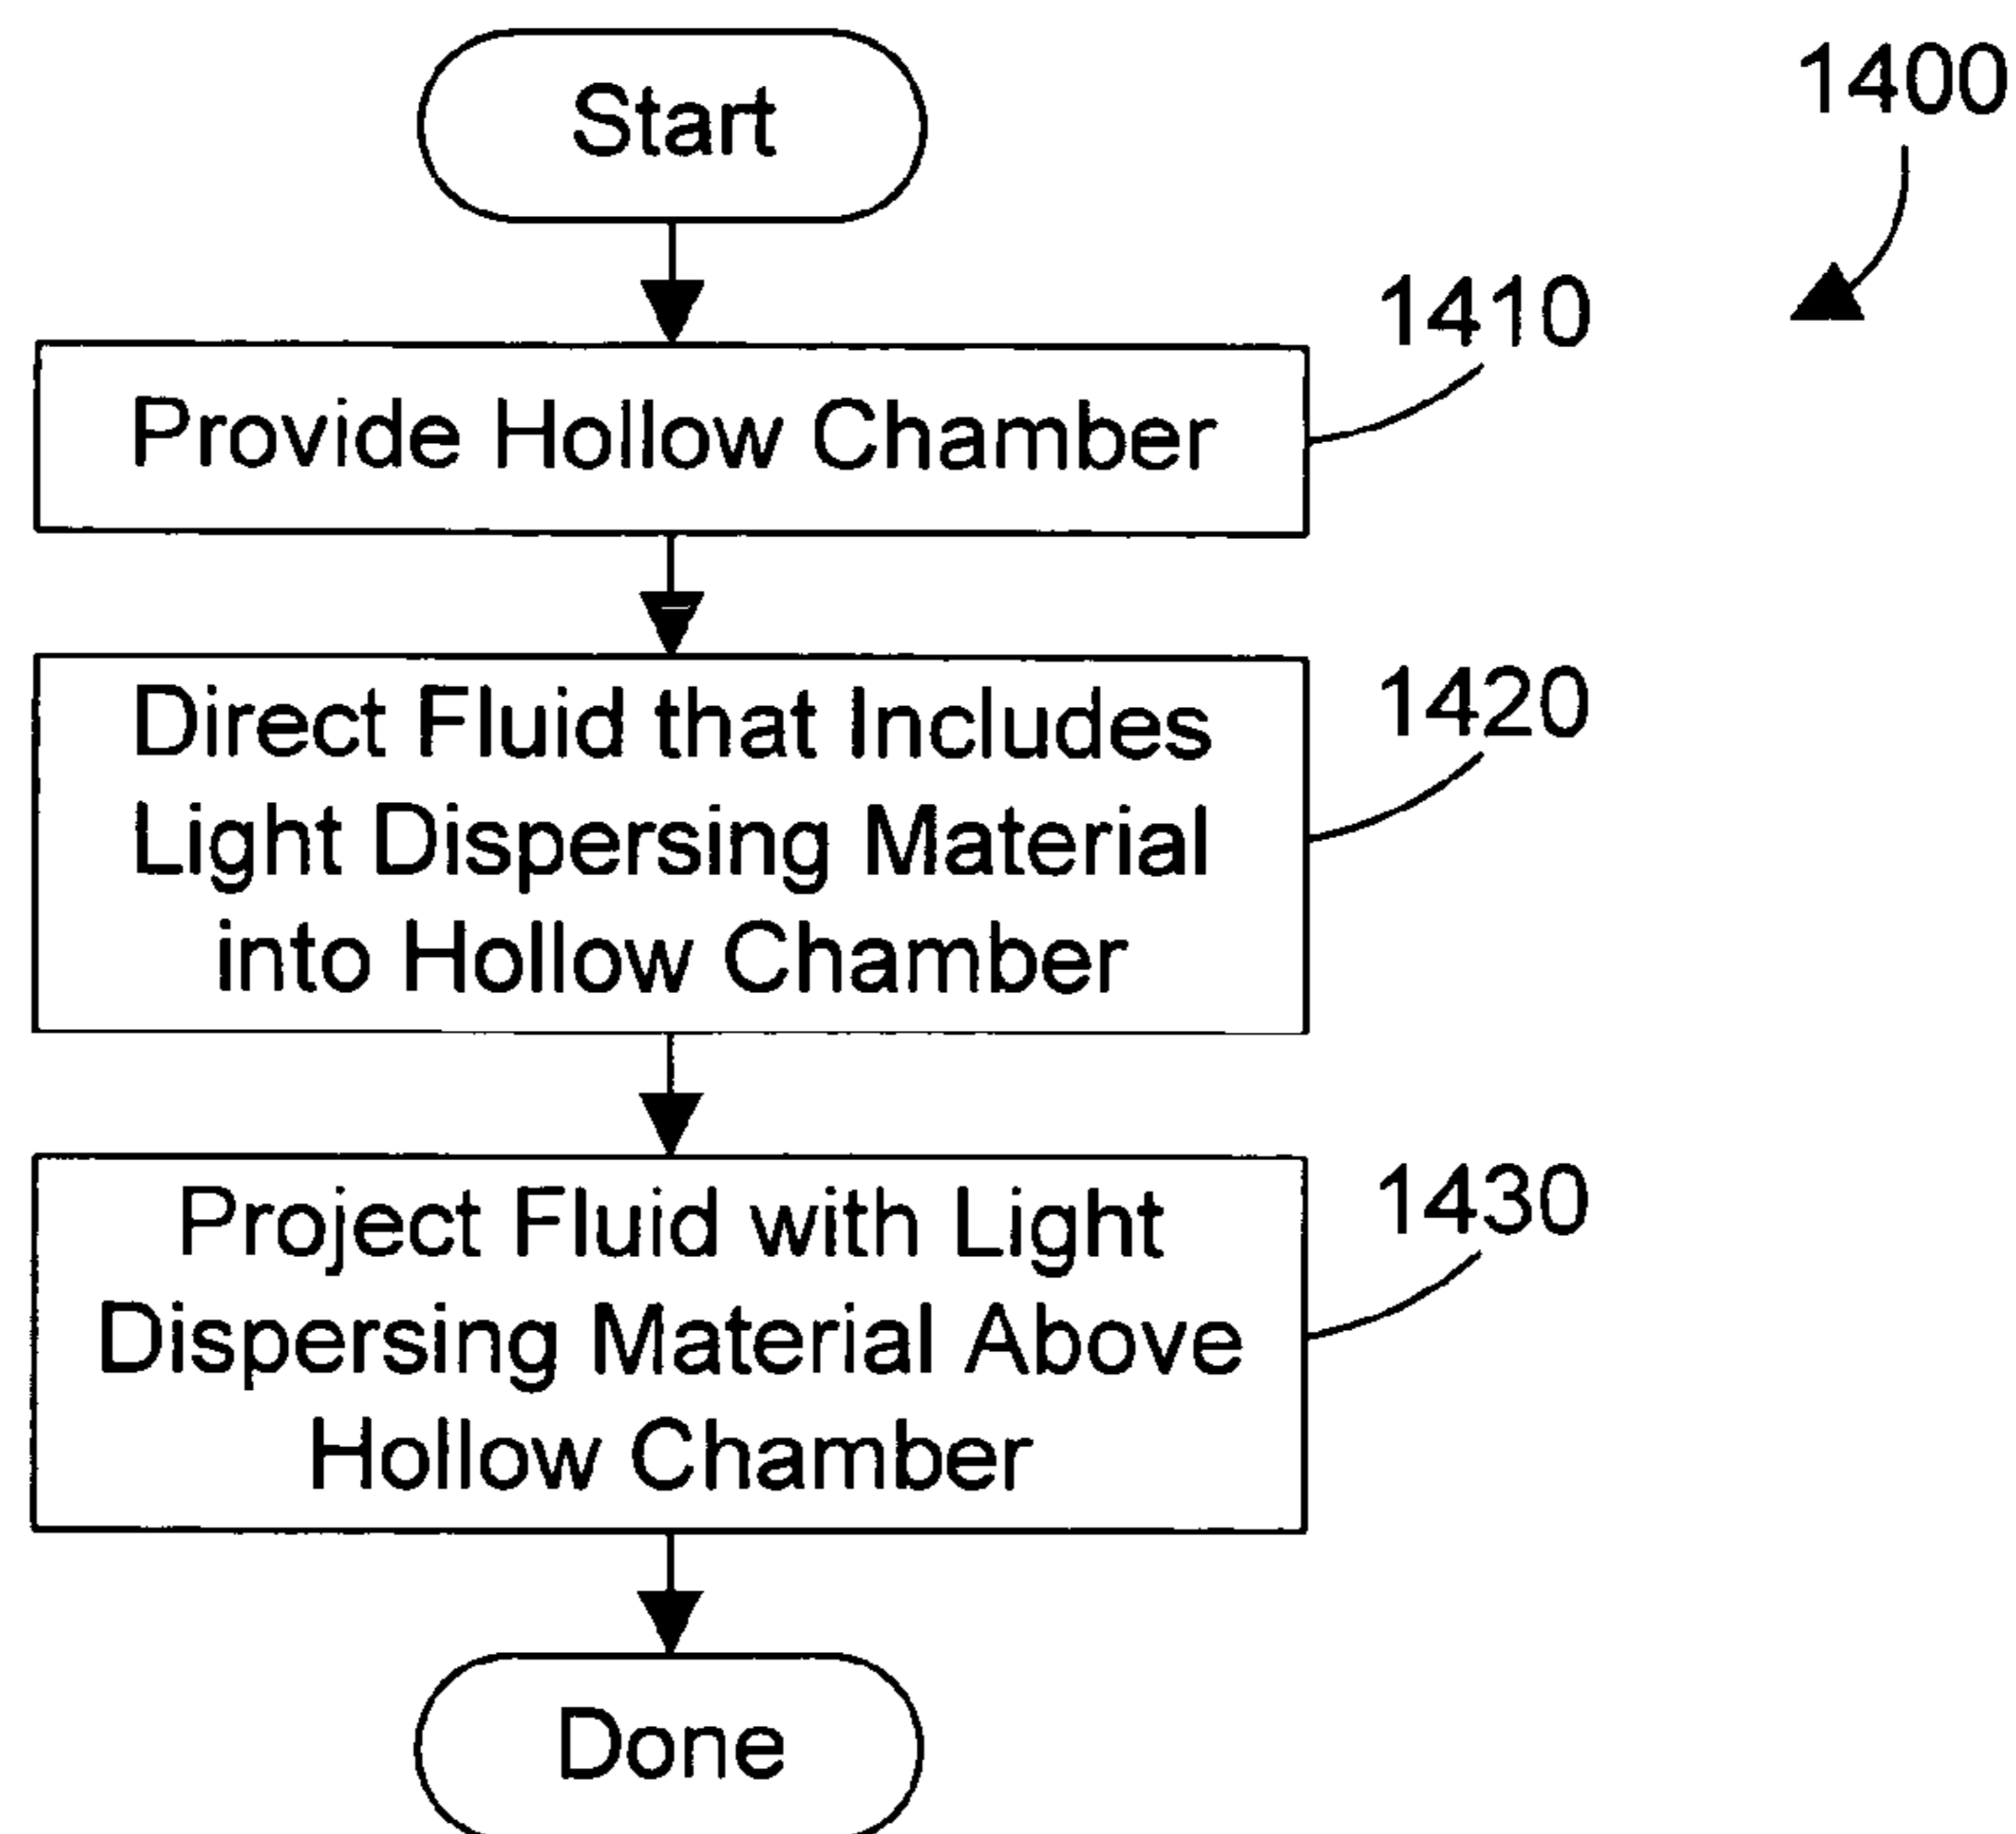 Start
1400
1410
Provide Hollow Chamber
Direct Fluid that Includes
Light Dispersing Material
into Hollow Chamber
1420
Project Fluid with Light
Dispersing Material Above
Hollow Chamber
1430
Done